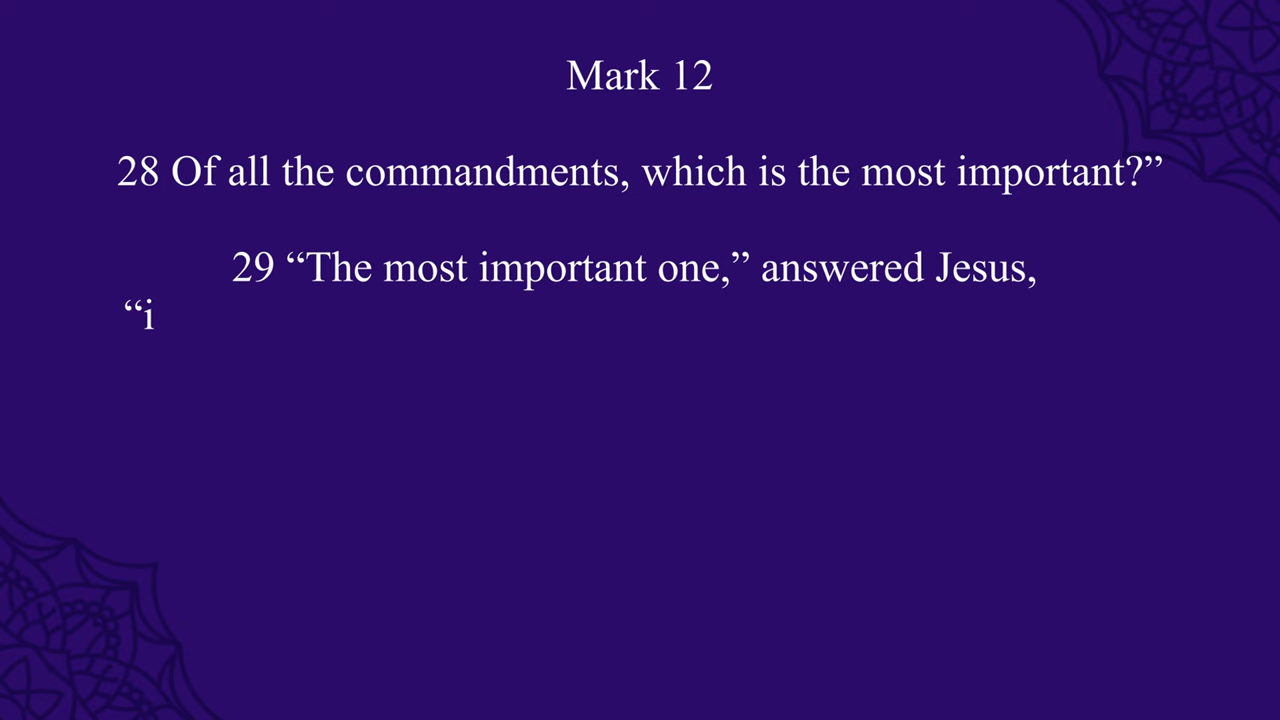 Mark 12
28 Of all the commandments, which is the most important?”
29 “The most important one,” answered Jesus,
“i